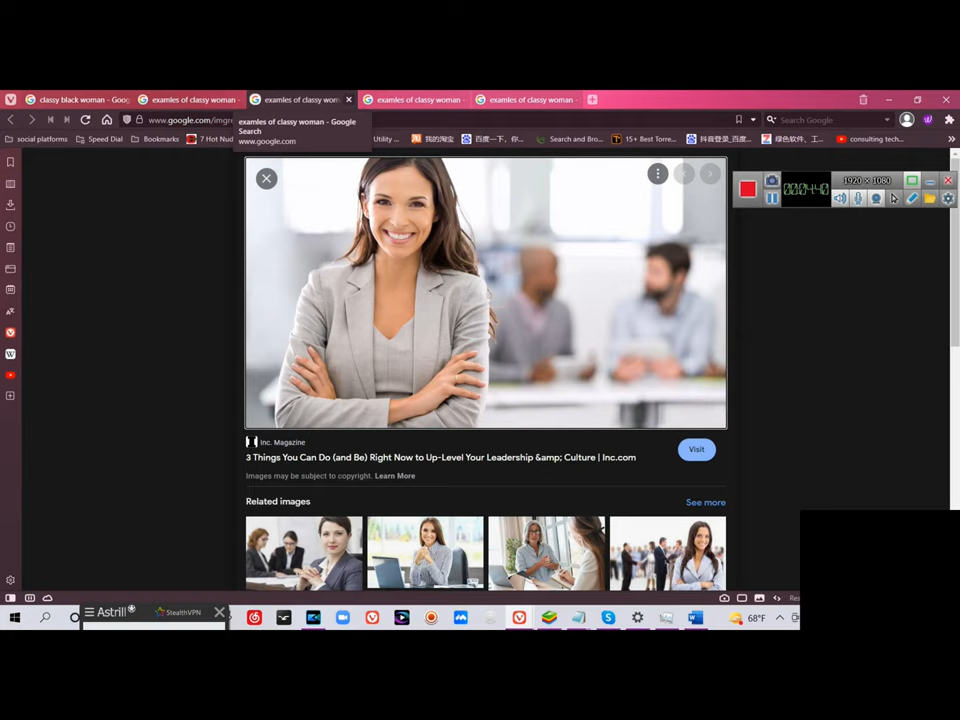 classy black woman - Goog
examles of classy woman -
examles of classy wom
examles of classy woman -
examles of classy woman -
www.google.com/imgre
Search Google
examles of classy woman - Google
Search
www.google.com
social platforms
Speed Dial
Bookmarks
7 Hot Nud
Utility ...
我的淘宝
百度一下，你...
Search and Bro...
15+ Best Torre...
抖音登录_百度...
绿色软件、工...
consulting tech...
1920 × 1080
00:04:40
Inc. Magazine
3 Things You Can Do (and Be) Right Now to Up-Level Your Leadership &amp; Culture | Inc.com
Visit
Images may be subject to copyright. Learn More
Related images
See more
Res
Astrill
StealthVPN
68°F